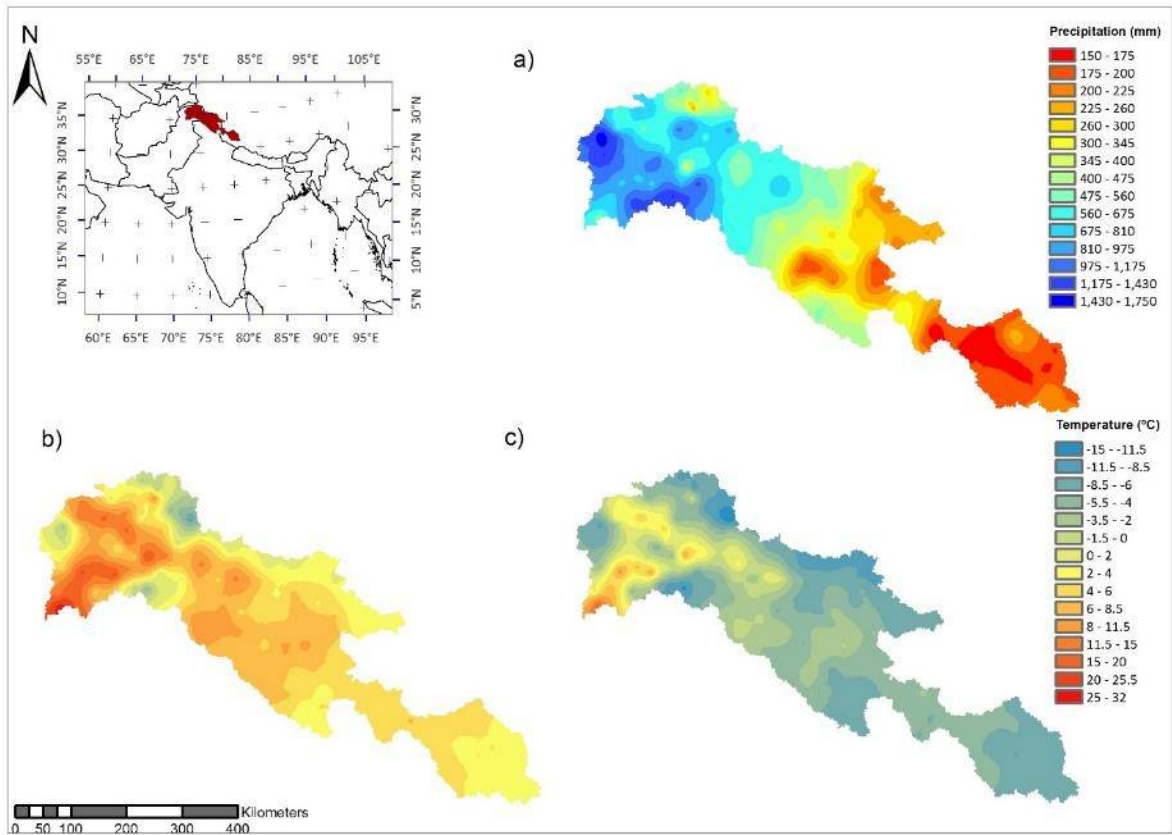 N
55°E 65°E 75°E 85°E 95°E 105°E
35°N
30°N
25°N
20°N
15°N
10°N
30°N
25°N
20°N
15°N
10°N
5°N
60°E 65°E 70°E 75°E 80°E 85°E 90°E 95°E
a)
Precipitation (mm)
150 - 175
175 - 200
200 - 225
225 - 260
260 - 300
300 - 345
345 - 400
400 - 475
475 - 560
560 - 675
675 - 810
810 - 975
975 - 1,175
1,175 - 1,430
1,430 - 1,750
b)
c)
Temperature (°C)
-15 - -11.5
-11.5 - -8.5
-8.5 - -6
-5.5 - -4
-3.5 - -2
-1.5 - 0
0 - 2
2 - 4
4 - 6
6 - 8.5
8 - 11.5
11.5 - 15
15 - 20
20 - 25.5
25 - 32
Kilometers
0 50 100 200 300 400